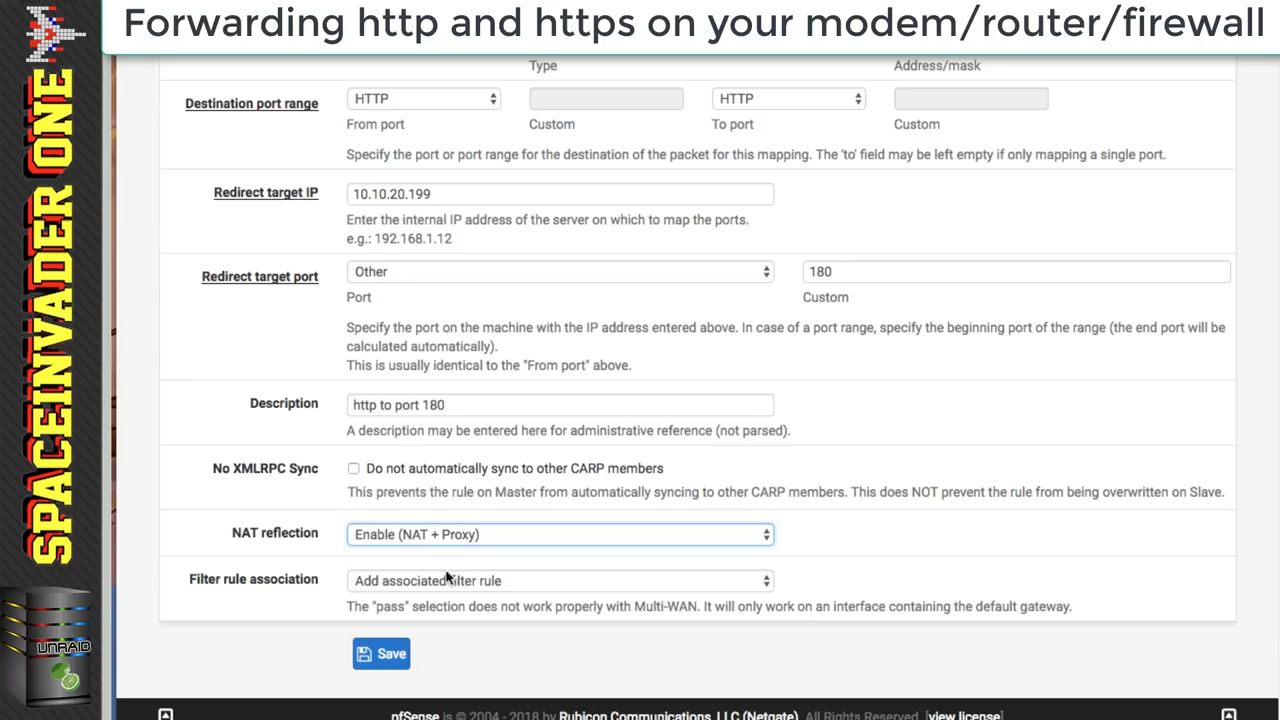 Forwarding http and https on your modem/router/firewall
SPACEINVADER ONE
UNRAID
Type
Address/mask
Destination port range
HTTP
HTTP
From port
Custom
To port
Custom
Specify the port or port range for the destination of the packet for this mapping. The 'to' field may be left empty if only mapping a single port.
Redirect target IP
10.10.20.199
Enter the internal IP address of the server on which to map the ports.
e.g.: 192.168.1.12
Redirect target port
Other
180
Port
Custom
Specify the port on the machine with the IP address entered above. In case of a port range, specify the beginning port of the range (the end port will be
calculated automatically).
This is usually identical to the "From port" above.
Description
http to port 180
A description may be entered here for administrative reference (not parsed).
No XMLRPC Sync
Do not automatically sync to other CARP members
This prevents the rule on Master from automatically syncing to other CARP members. This does NOT prevent the rule from being overwritten on Slave.
NAT reflection
Enable (NAT + Proxy)
Filter rule association
Add associated filter rule
The "pass" selection does not work properly with Multi-WAN. It will only work on an interface containing the default gateway.
Save
pfSense is © 2004 - 2018 by Rubicon Communications, LLC (Netgate). All Rights Reserved. [view license]